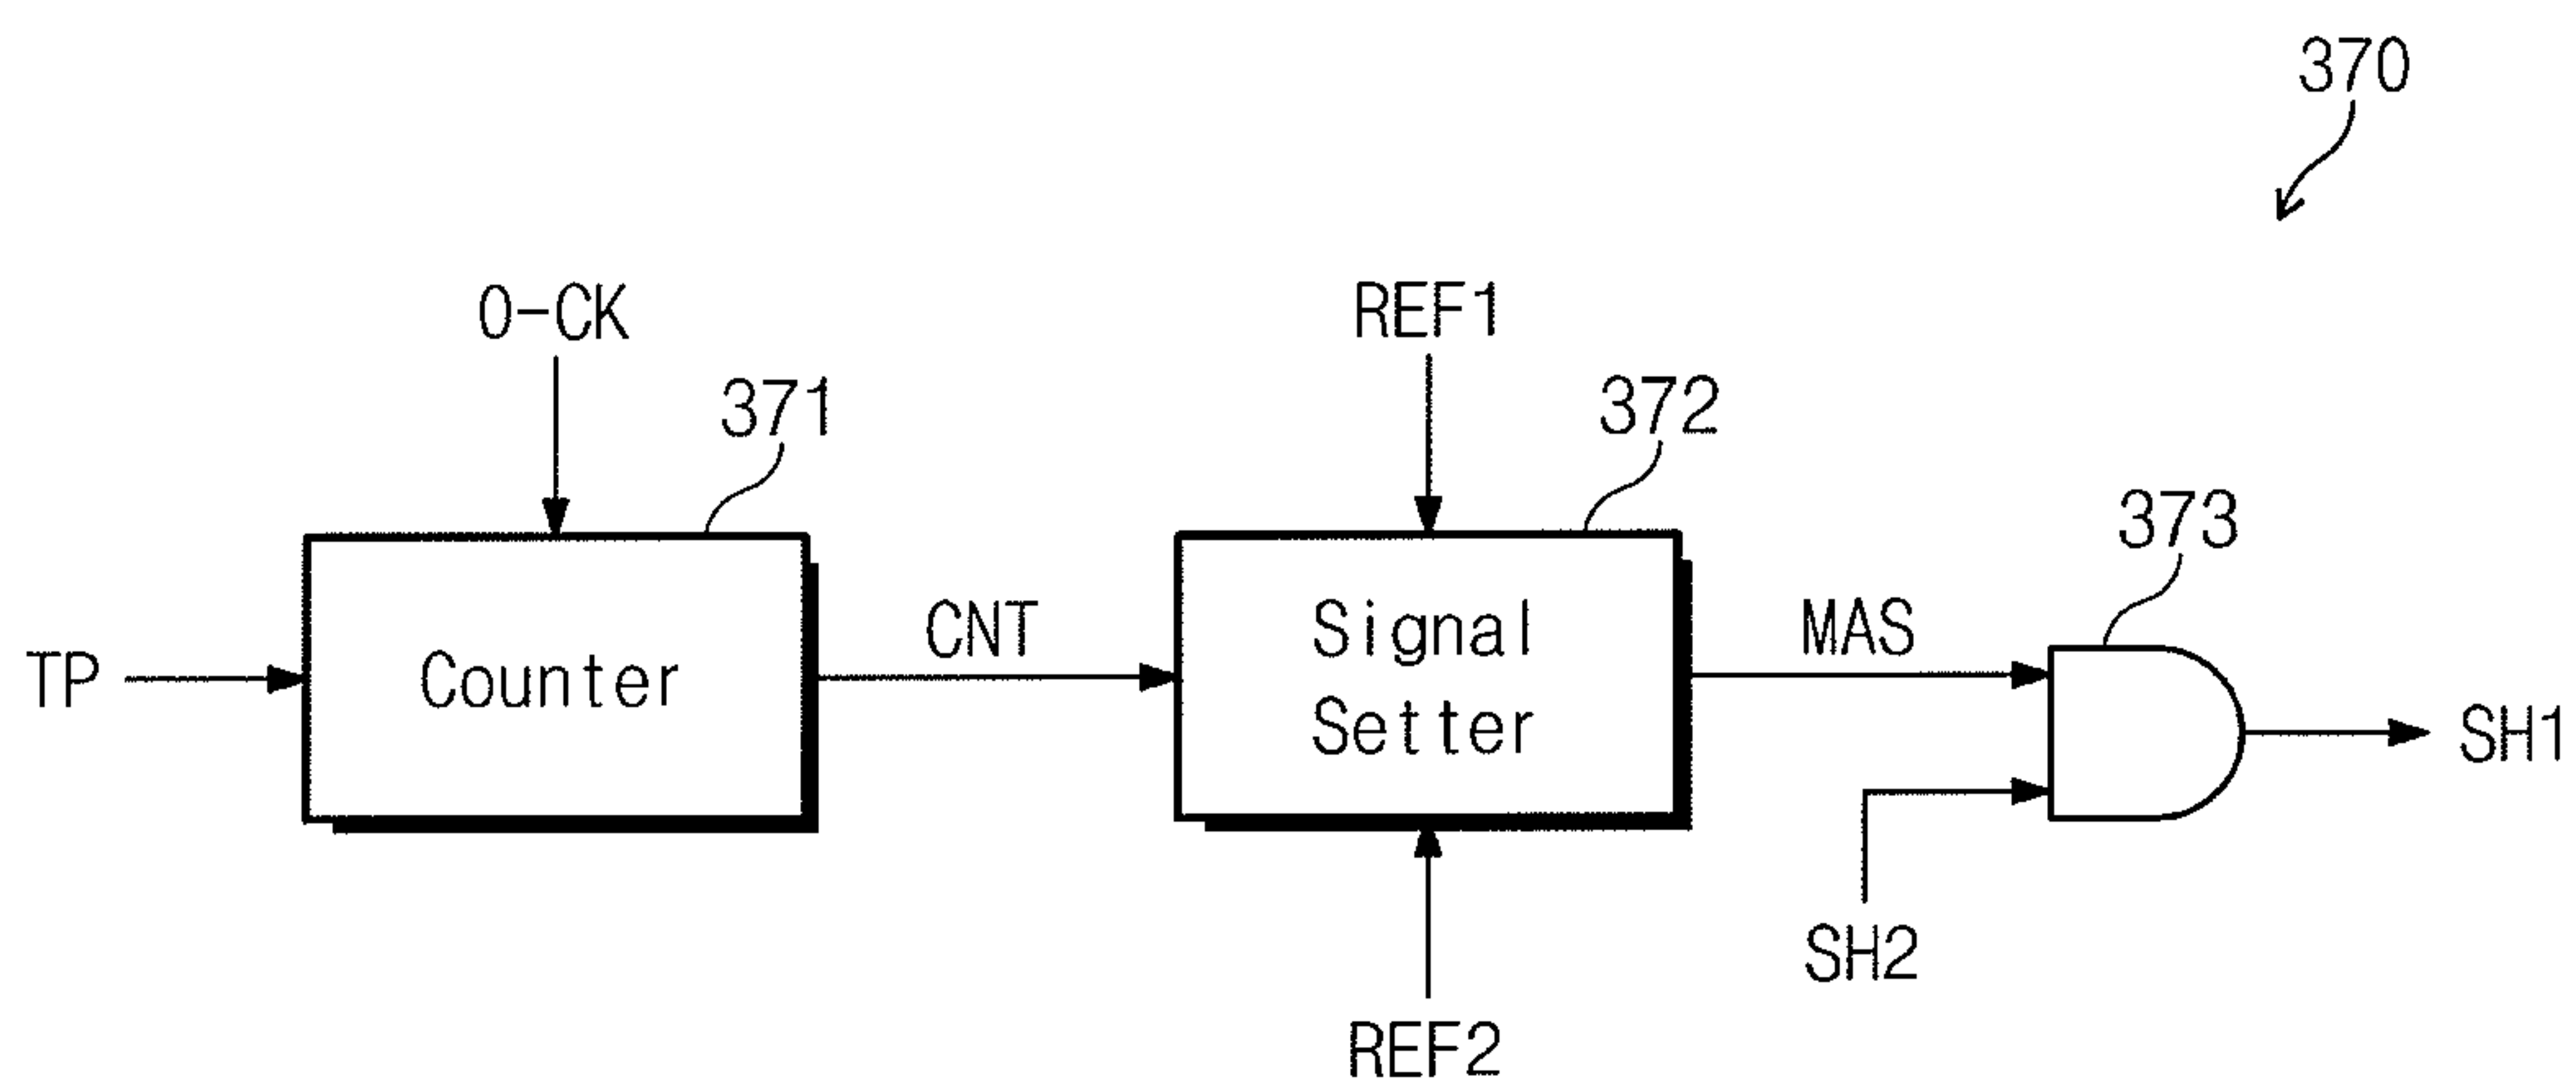 370
O-CK
REF1
371
372
373
TP
Counter
CNT
Signal
Setter
MAS
SH1
SH2
REF2